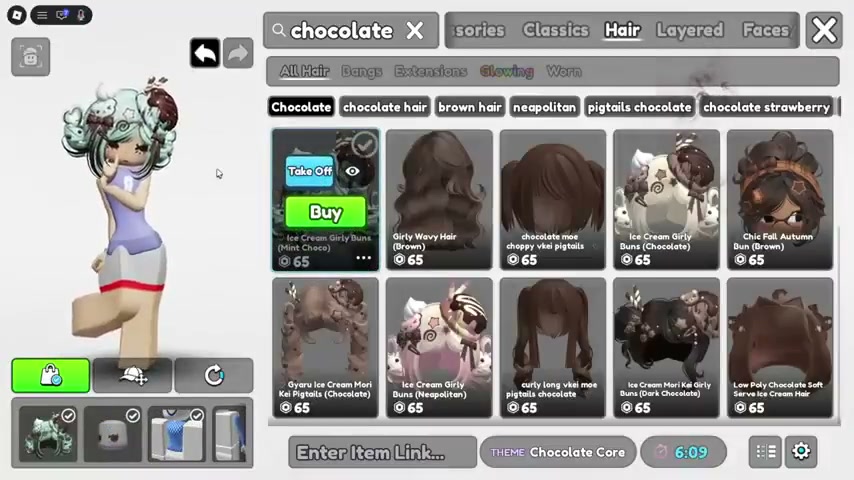 chocolate
ssories Classics Hair Layered Faces
All Hair Bangs Extensions Glowing Worn
Chocolate chocolate hair brown hair neapolitan pigtails chocolate chocolate strawberry
Take Off
Buy
Ice Cream Girly Buns (Mint Choco)
65
Girly Wavy Hair (Brown)
65
chocolate moe choppy vkei pigtails
65
Ice Cream Girly Buns (Chocolate)
65
Chic Fall Autumn Bun (Brown)
65
Gyaru Ice Cream Mori Kei Pigtails (Chocolate)
65
Ice Cream Girly Buns (Neapolitan)
65
curly long vkei moe pigtails chocolate
65
Ice Cream Mori Kei Girly Buns (Dark Chocolate)
65
Low Poly Chocolate Soft Serve Ice Cream Hair
65
Enter Item Link...
THEME Chocolate Core
6:09